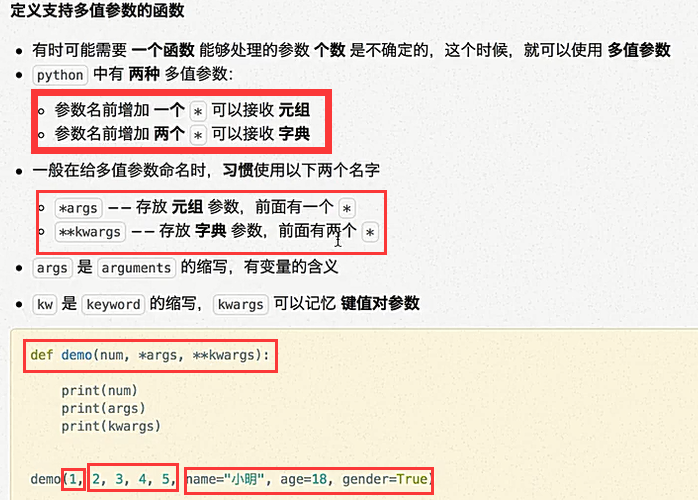 定义支持多值参数的函数
• 有时可能需要 一个函数 能够处理的参数 个数 是不确定的，这个时候，就可以使用 多值参数
• python 中有 两种 多值参数：
◦ 参数名前增加 一个 * 可以接收 元组
◦ 参数名前增加 两个 * 可以接收 字典
• 一般在给多值参数命名时，习惯使用以下两个名字
◦ *args —— 存放 元组 参数，前面有一个 *
◦ **kwargs —— 存放 字典 参数，前面有两个 *
• args 是 arguments 的缩写，有变量的含义
• kw 是 keyword 的缩写，kwargs 可以记忆 键值对参数
def demo(num, *args, **kwargs):
print(num)
print(args)
print(kwargs)
demo(1, 2, 3, 4, 5, name="小明", age=18, gender=True)